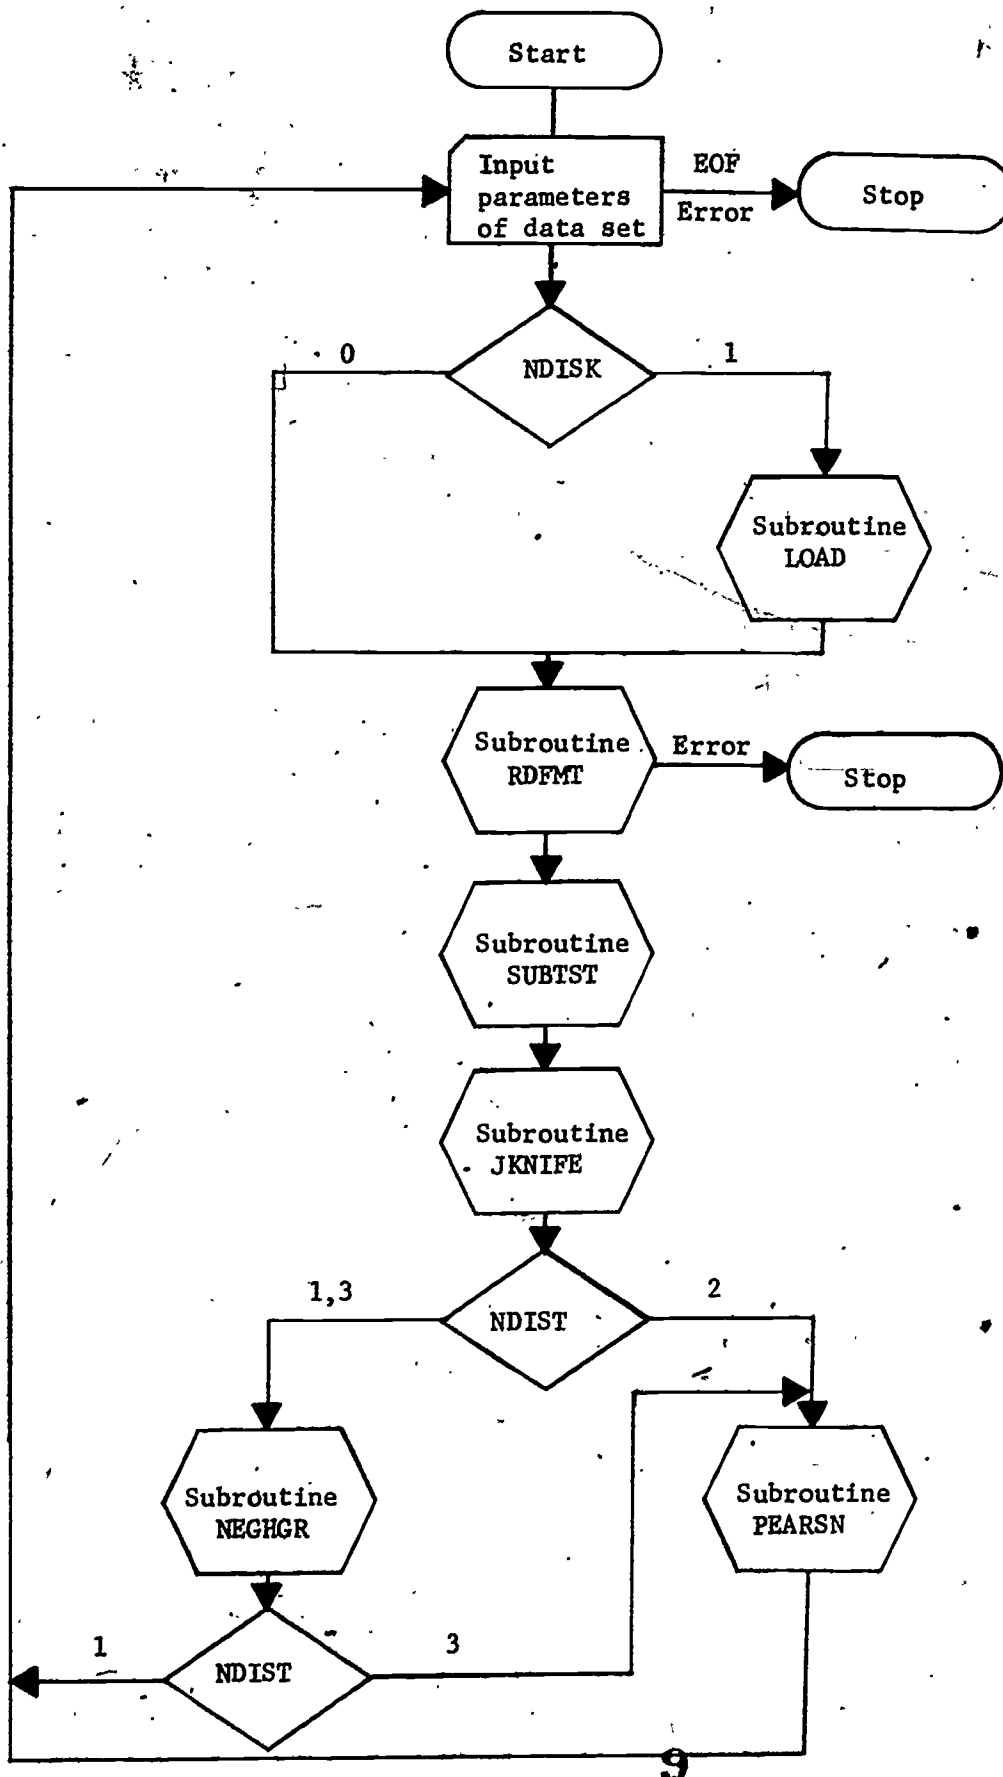 Start
Input
parameters
of data set
EOF
Error
Stop
0
NDISK
1
Subroutine
LOAD
Subroutine
RDFMT
Error
Stop
Subroutine
SUBTST
Subroutine
JKNIFE
1,3
NDIST
2
Subroutine
NEGHGR
Subroutine
PEARSN
1
NDIST
3
9